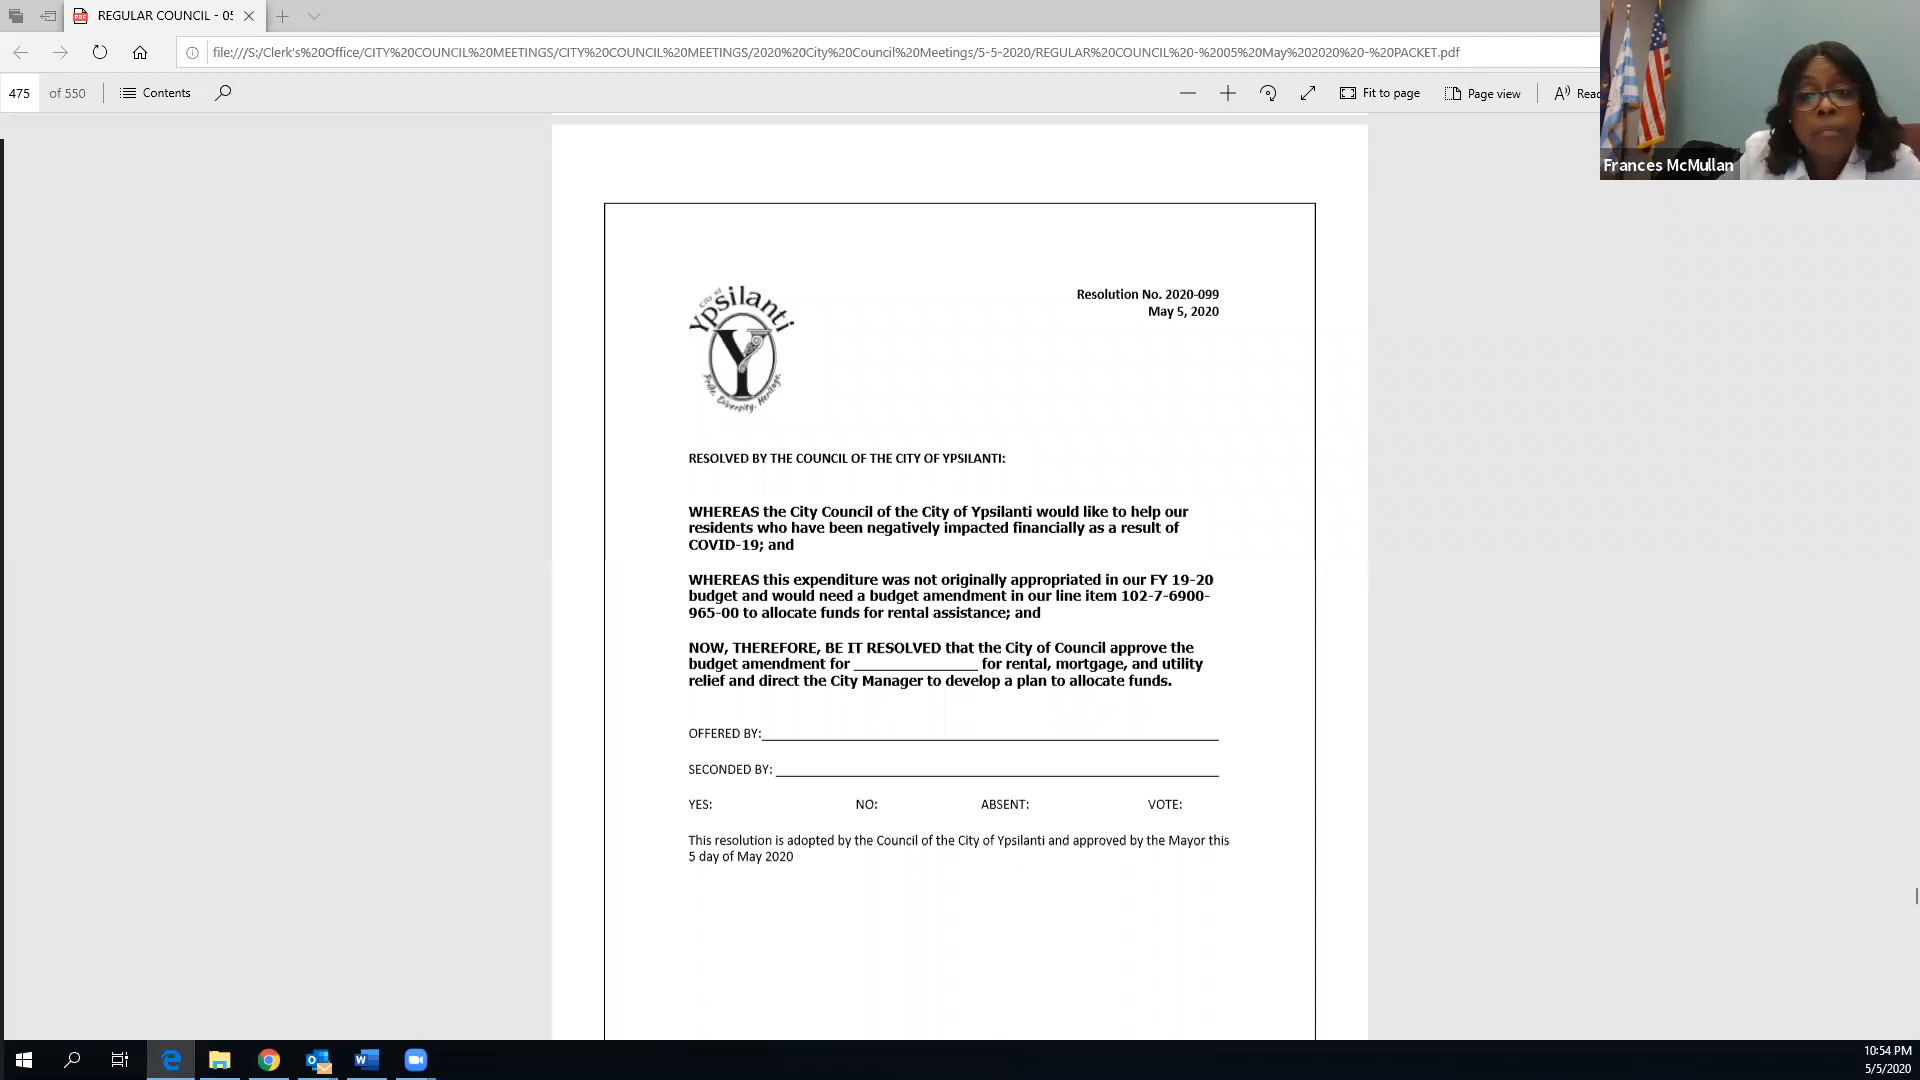 REGULAR COUNCIL - 05
file:///S:/Clerk's%20Office/CITY%20COUNCIL%20MEETINGS/CITY%20COUNCIL%20MEETINGS/2020%20City%20Council%20Meetings/5-5-2020/REGULAR%20COUNCIL%20-%2005%20May%202020%20-%20PACKET.pdf
475 of 550 Contents Fit to page Page view Read
Frances McMullan
City of
Ypsilanti
Y
Pride. Diversity. Heritage.
Resolution No. 2020-099
May 5, 2020
RESOLVED BY THE COUNCIL OF THE CITY OF YPSILANTI:
WHEREAS the City Council of the City of Ypsilanti would like to help our
residents who have been negatively impacted financially as a result of
COVID-19; and
WHEREAS this expenditure was not originally appropriated in our FY 19-20
budget and would need a budget amendment in our line item 102-7-6900-
965-00 to allocate funds for rental assistance; and
NOW, THEREFORE, BE IT RESOLVED that the City of Council approve the
budget amendment for ________________ for rental, mortgage, and utility
relief and direct the City Manager to develop a plan to allocate funds.
OFFERED BY:
SECONDED BY:
YES: NO: ABSENT: VOTE:
This resolution is adopted by the Council of the City of Ypsilanti and approved by the Mayor this
5 day of May 2020
10:54 PM
5/5/2020